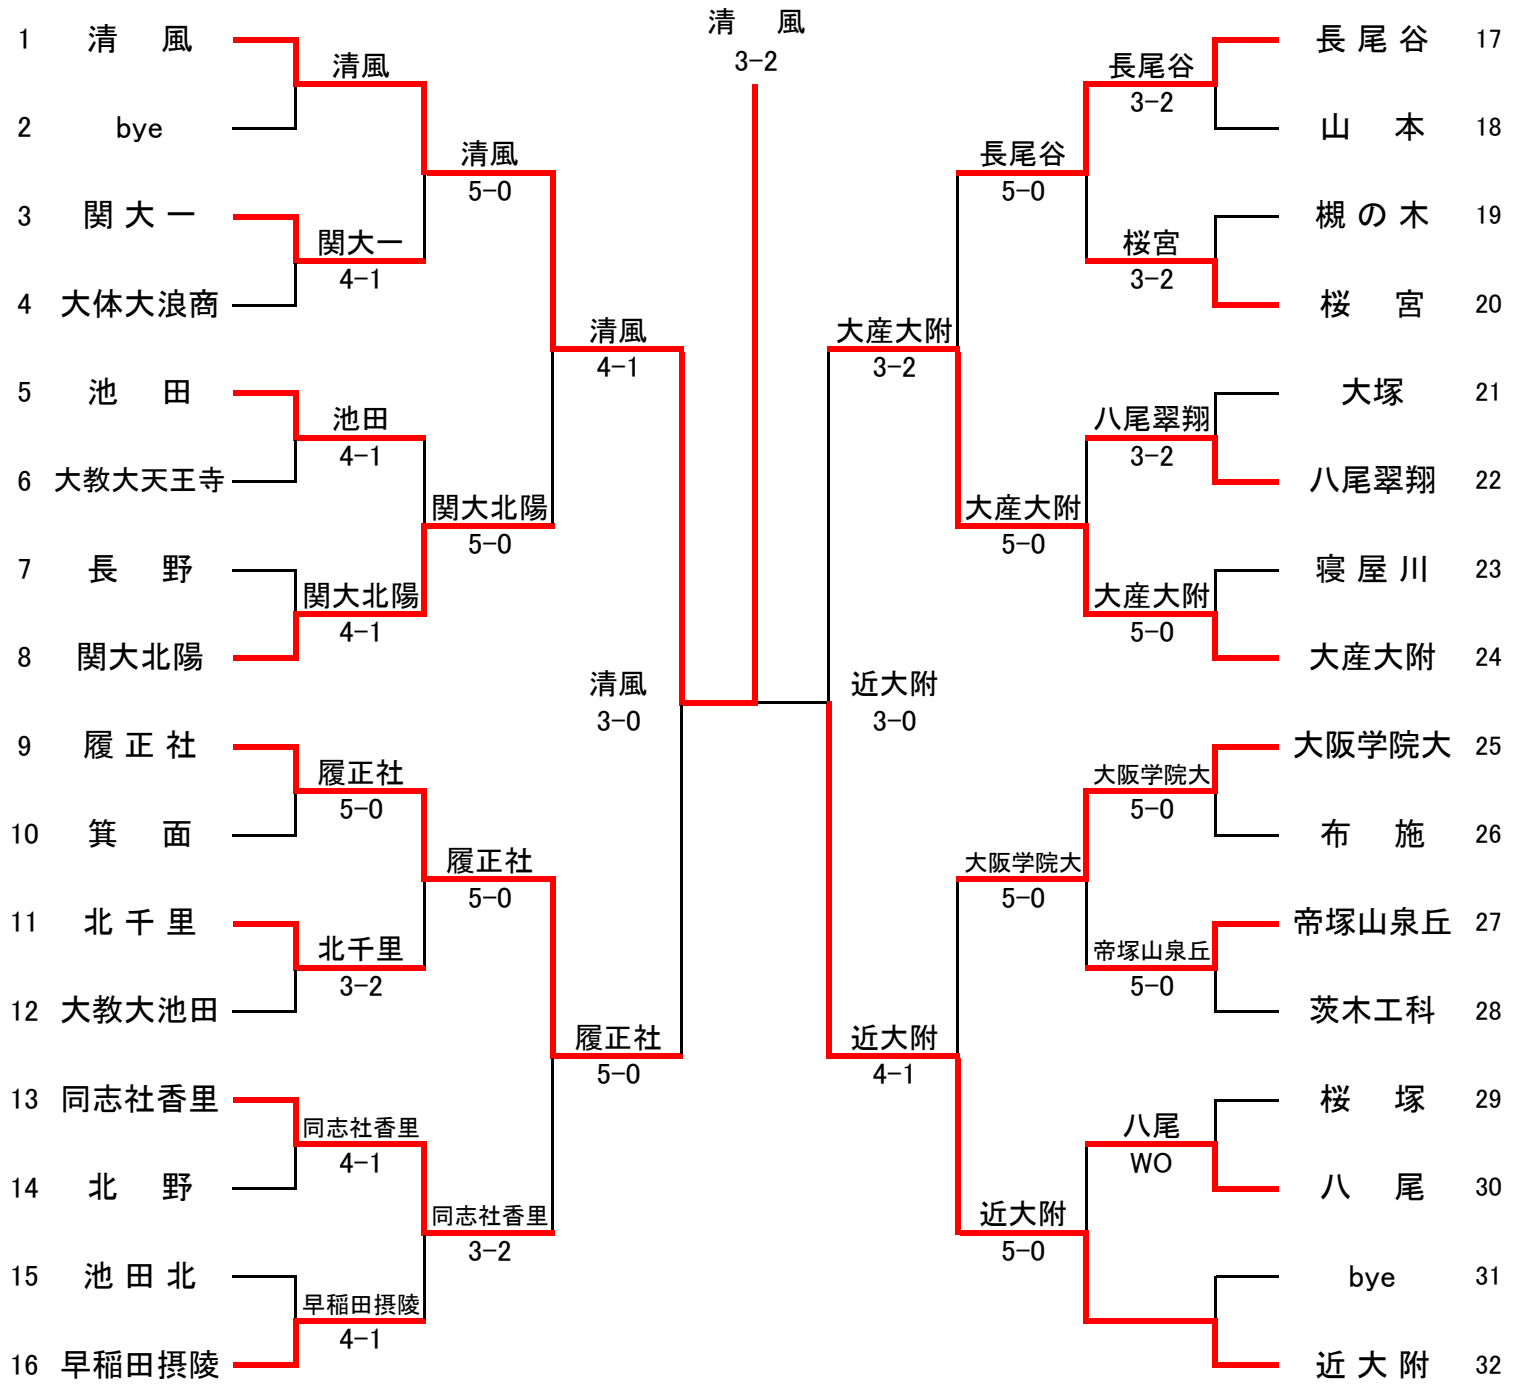 清 風
3-2
1 清 風
清風
2 bye
清風
5-0
3 関大一
関大一
4-1
4 大体大浪商
清風
4-1
5 池 田
池田
4-1
6 大教大天王寺
関大北陽
5-0
7 長 野
関大北陽
4-1
8 関大北陽
清風
3-0
9 履正社
履正社
5-0
10 箕 面
履正社
5-0
11 北千里
北千里
3-2
12 大教大池田
履正社
5-0
13 同志社香里
同志社香里
4-1
14 北 野
同志社香里
3-2
15 池田北
早稲田摂陵
4-1
16 早稲田摂陵
長尾谷 17
長尾谷
3-2
山 本 18
長尾谷
5-0
槻の木 19
桜宮
3-2
桜 宮 20
大産大附
3-2
大塚 21
八尾翠翔
3-2
八尾翠翔 22
大産大附
5-0
寝屋川 23
大産大附
5-0
大産大附 24
近大附
3-0
大阪学院大 25
大阪学院大
5-0
布 施 26
大阪学院大
5-0
帝塚山泉丘 27
帝塚山泉丘
5-0
茨木工科 28
近大附
4-1
桜 塚 29
八尾
WO
八 尾 30
近大附
5-0
bye 31
近大附 32